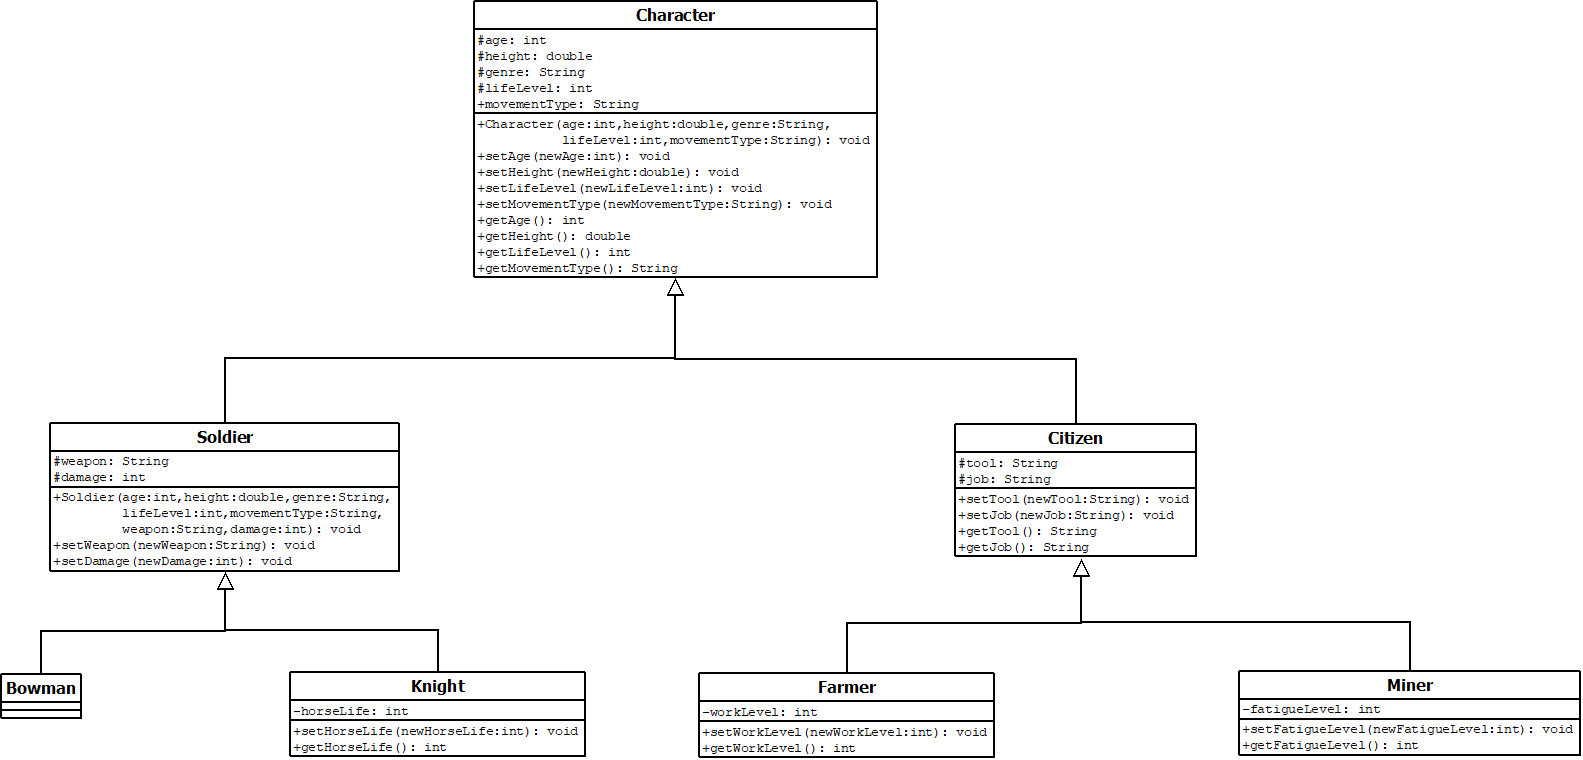 Character
#age: int
#height: double
#genre: String
#lifeLevel: int
+movementType: String
+Character(age:int,height:double,genre:String,
lifeLevel:int,movementType:String): void
+setAge(newAge:int): void
+setHeight(newHeight:double): void
+setLifeLevel(newLifeLevel:int): void
+setMovementType(newMovementType:String): void
+getAge(): int
+getHeight(): double
+getLifeLevel(): int
+getMovementType(): String
Soldier
#weapon: String
#damage: int
+Soldier(age:int,height:double,genre:String,
lifeLevel:int,movementType:String,
weapon:String,damage:int): void
+setWeapon(newWeapon:String): void
+setDamage(newDamage:int): void
Citizen
#tool: String
#job: String
+setTool(newTool:String): void
+setJob(newJob:String): void
+getTool(): String
+getJob(): String
Bowman
Knight
-horseLife: int
+setHorseLife(newHorseLife:int): void
+getHorseLife(): int
Farmer
-workLevel: int
+setWorkLevel(newWorkLevel:int): void
+getWorkLevel(): int
Miner
-fatigueLevel: int
+setFatigueLevel(newFatigueLevel:int): void
+getFatigueLevel(): int